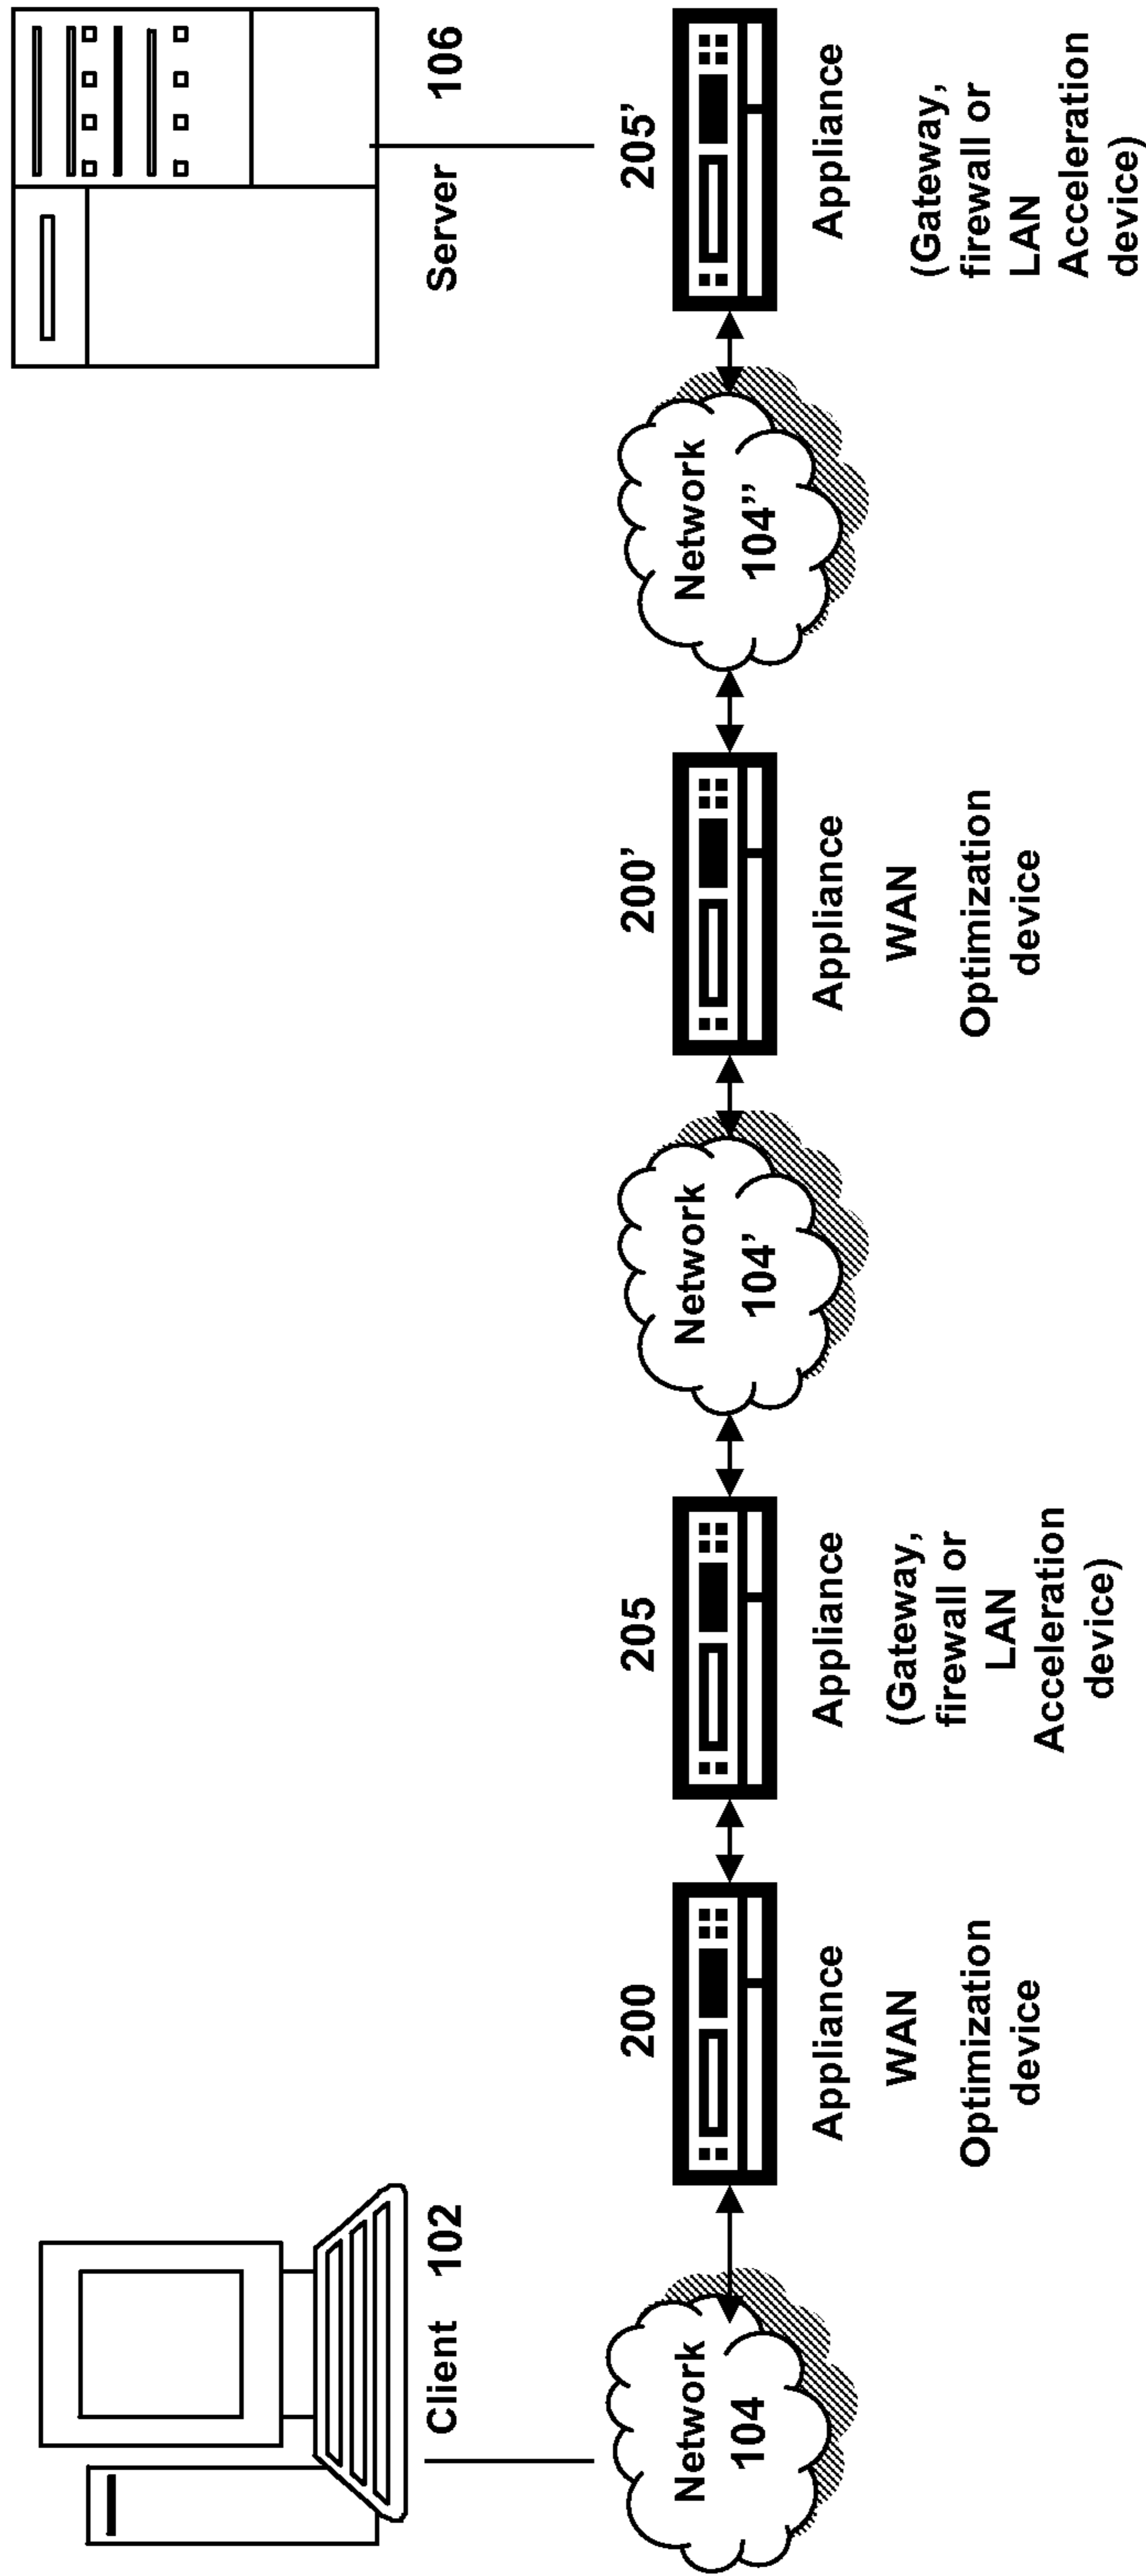 Client 102
Server 106
Network
104
200
Appliance
WAN
Optimization
device
205
Appliance
(Gateway,
firewall or
LAN
Acceleration
device)
Network
104'
200'
Appliance
WAN
Optimization
device
Network
104''
205'
Appliance
(Gateway,
firewall or
LAN
Acceleration
device)